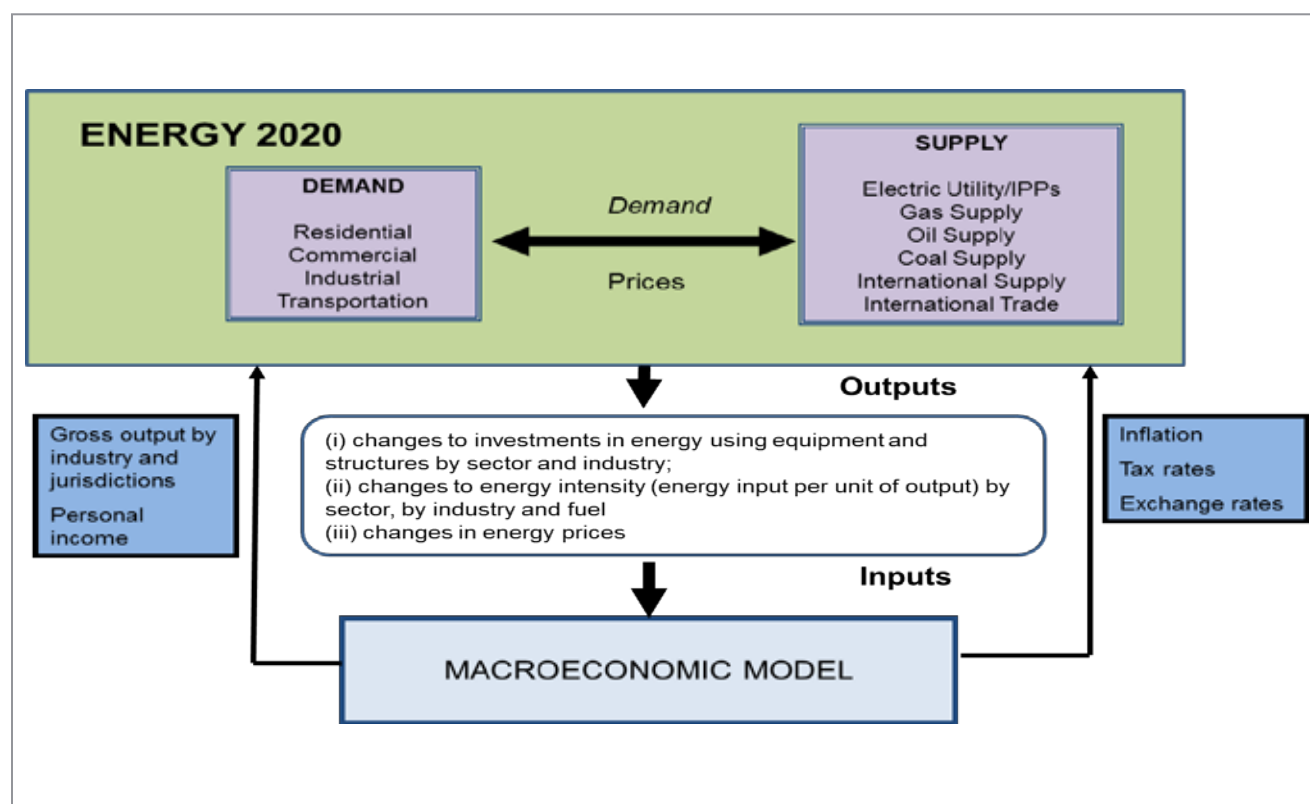 ENERGY 2020
DEMAND
Residential
Commercial
Industrial
Transportation
Demand
Prices
SUPPLY
Electric Utility/IPPs
Gas Supply
Oil Supply
Coal Supply
International Supply
International Trade
Outputs
Gross output by
industry and
jurisdictions
Personal
income
(i) changes to investments in energy using equipment and
structures by sector and industry;
(ii) changes to energy intensity (energy input per unit of output) by
sector, by industry and fuel
(iii) changes in energy prices
Inflation
Tax rates
Exchange rates
Inputs
MACROECONOMIC MODEL